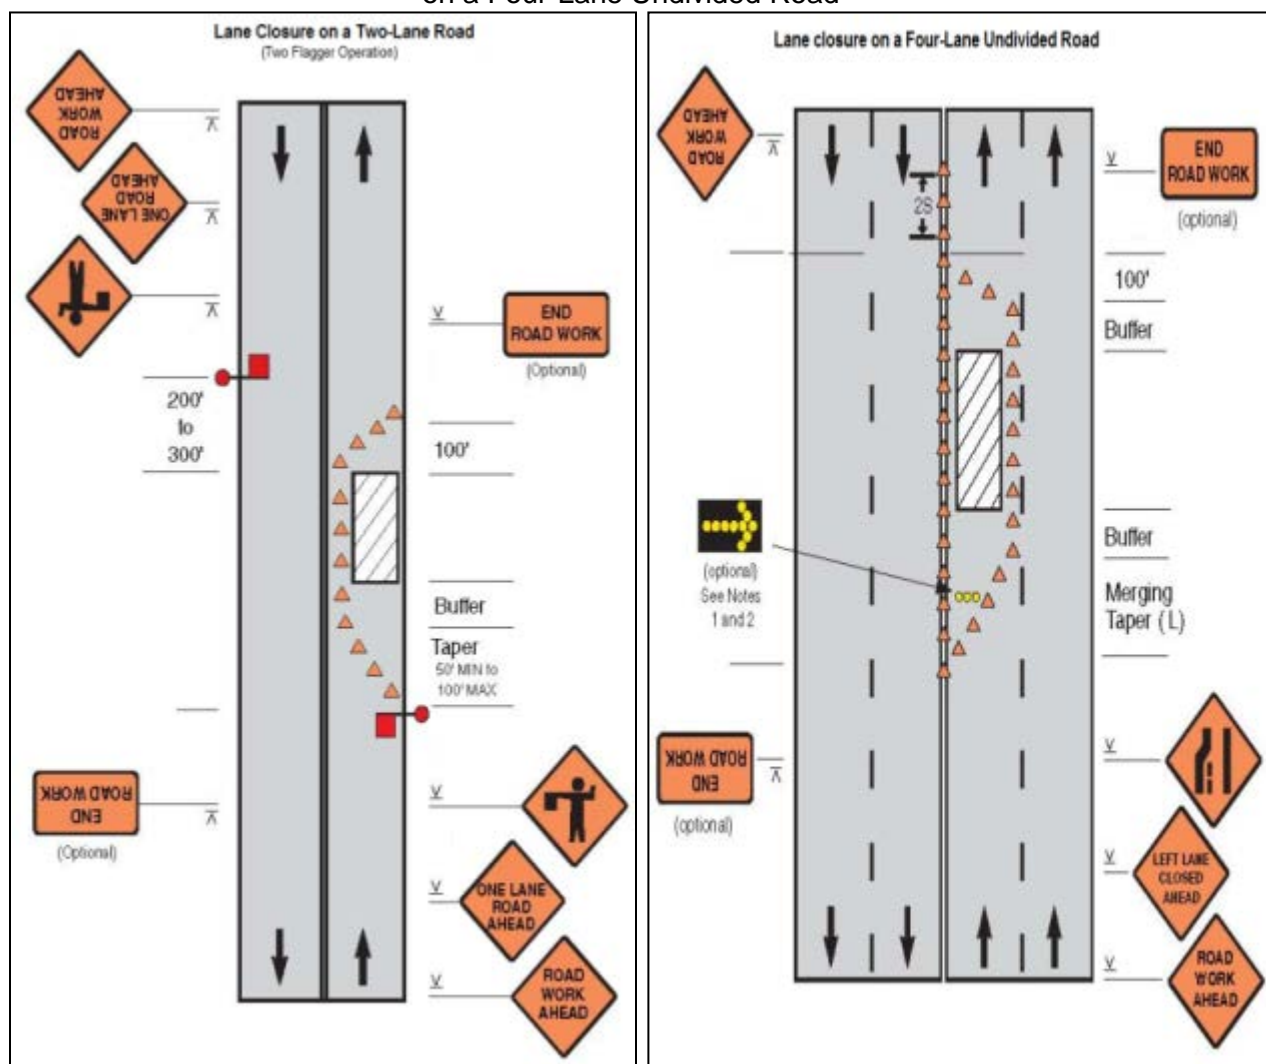 on a Four-Lane Undivided Road
Lane Closure on a Two-Lane Road
(Two Flagger Operation)
ROAD
WORK
AHEAD
ONE LANE
ROAD
AHEAD
END
ROAD WORK
(Optional)
200'
to
300'
100'
Buffer
Taper
50' MIN to
100' MAX
END
ROAD WORK
(Optional)
ONE LANE
ROAD
AHEAD
ROAD
WORK
AHEAD
Lane closure on a Four-Lane Undivided Road
ROAD
WORK
AHEAD
END
ROAD WORK
(optional)
2S
100'
Buffer
(optional)
See Notes
1 and 2
Buffer
Merging
Taper (L)
END
ROAD WORK
(optional)
LEFT LANE
CLOSED
AHEAD
ROAD
WORK
AHEAD